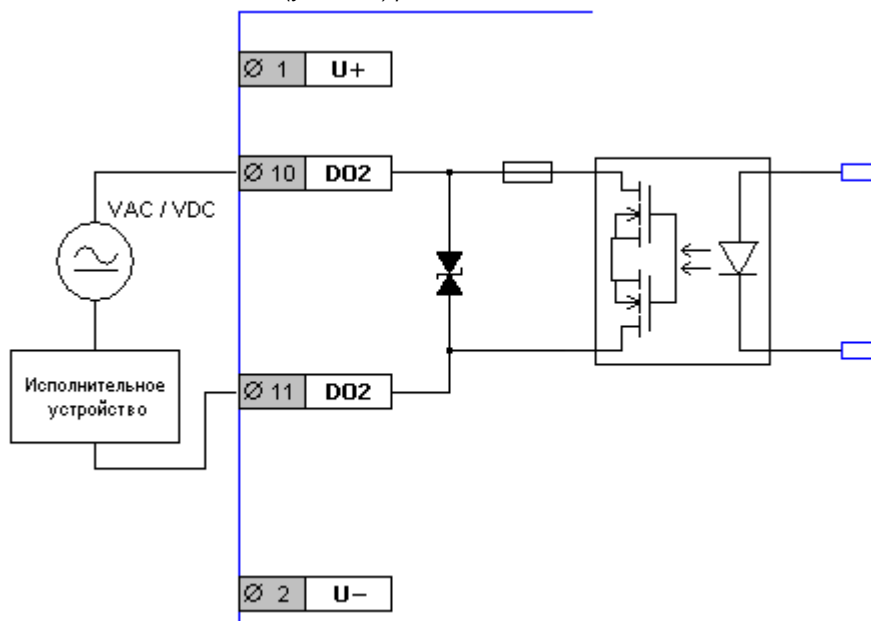 Ø 1 U+
Ø 10 DO2
VAC / VDC
Исполнительное
устройство
Ø 11 DO2
Ø 2 U−